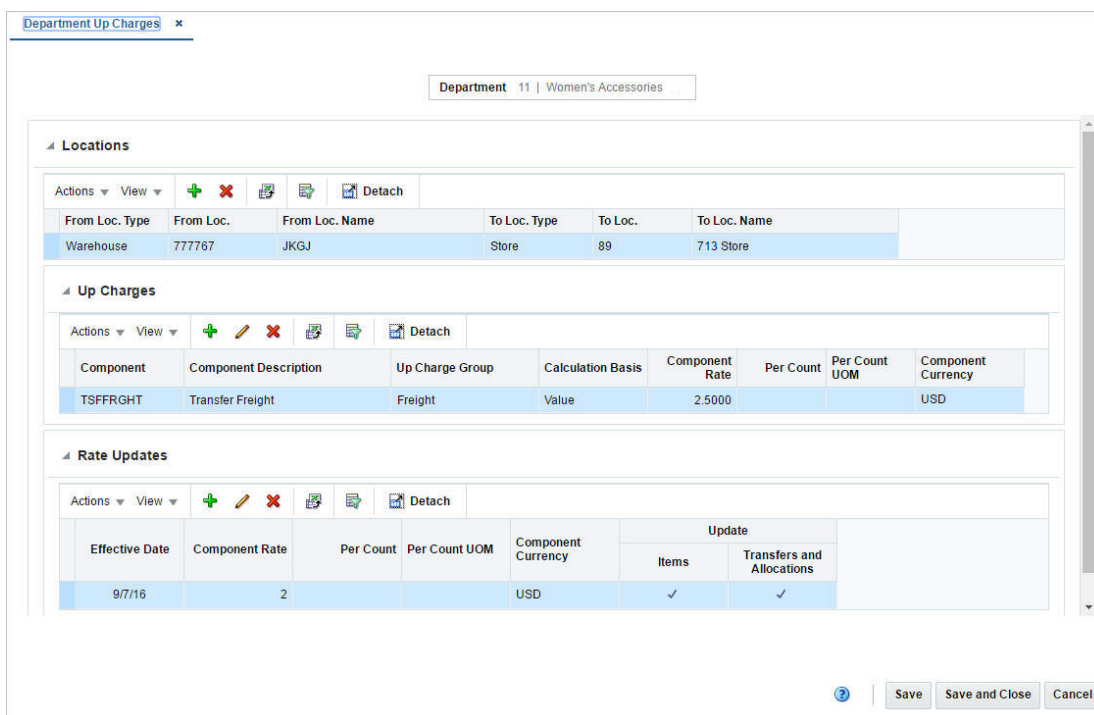 Department Up Charges ×
Department 11 | Women's Accessories
Locations
Actions View Detach
From Loc. Type From Loc. From Loc. Name To Loc. Type To Loc. To Loc. Name
Warehouse 777767 JKGJ Store 89 713 Store
Up Charges
Actions View Detach
Component Component Description Up Charge Group Calculation Basis Component Rate Per Count Per Count UOM Component Currency
TSFFRGHT Transfer Freight Freight Value 2.5000 USD
Rate Updates
Actions View Detach
Update
Effective Date Component Rate Per Count Per Count UOM Component Currency Items Transfers and Allocations
9/7/16 2 USD ✓ ✓
? Save Save and Close Cancel